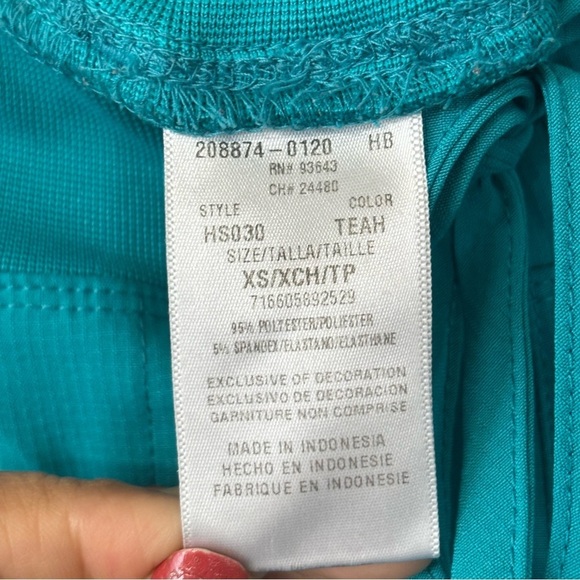 208874-0120 HB
RN# 93643
CH# 24480
STYLE COLOR
HS030 TEAH
SIZE/TALLA/TAILLE
XS/XCH/TP
716605892529
95% POLYESTER/POLIESTER
5% SPANDEX/ELASTANO/ELASTHANE
EXCLUSIVE OF DECORATION
EXCLUSIVO DE DECORACION
GARNITURE NON COMPRISE
MADE IN INDONESIA
HECHO EN INDONESIE
FABRIQUE EN INDONESIE